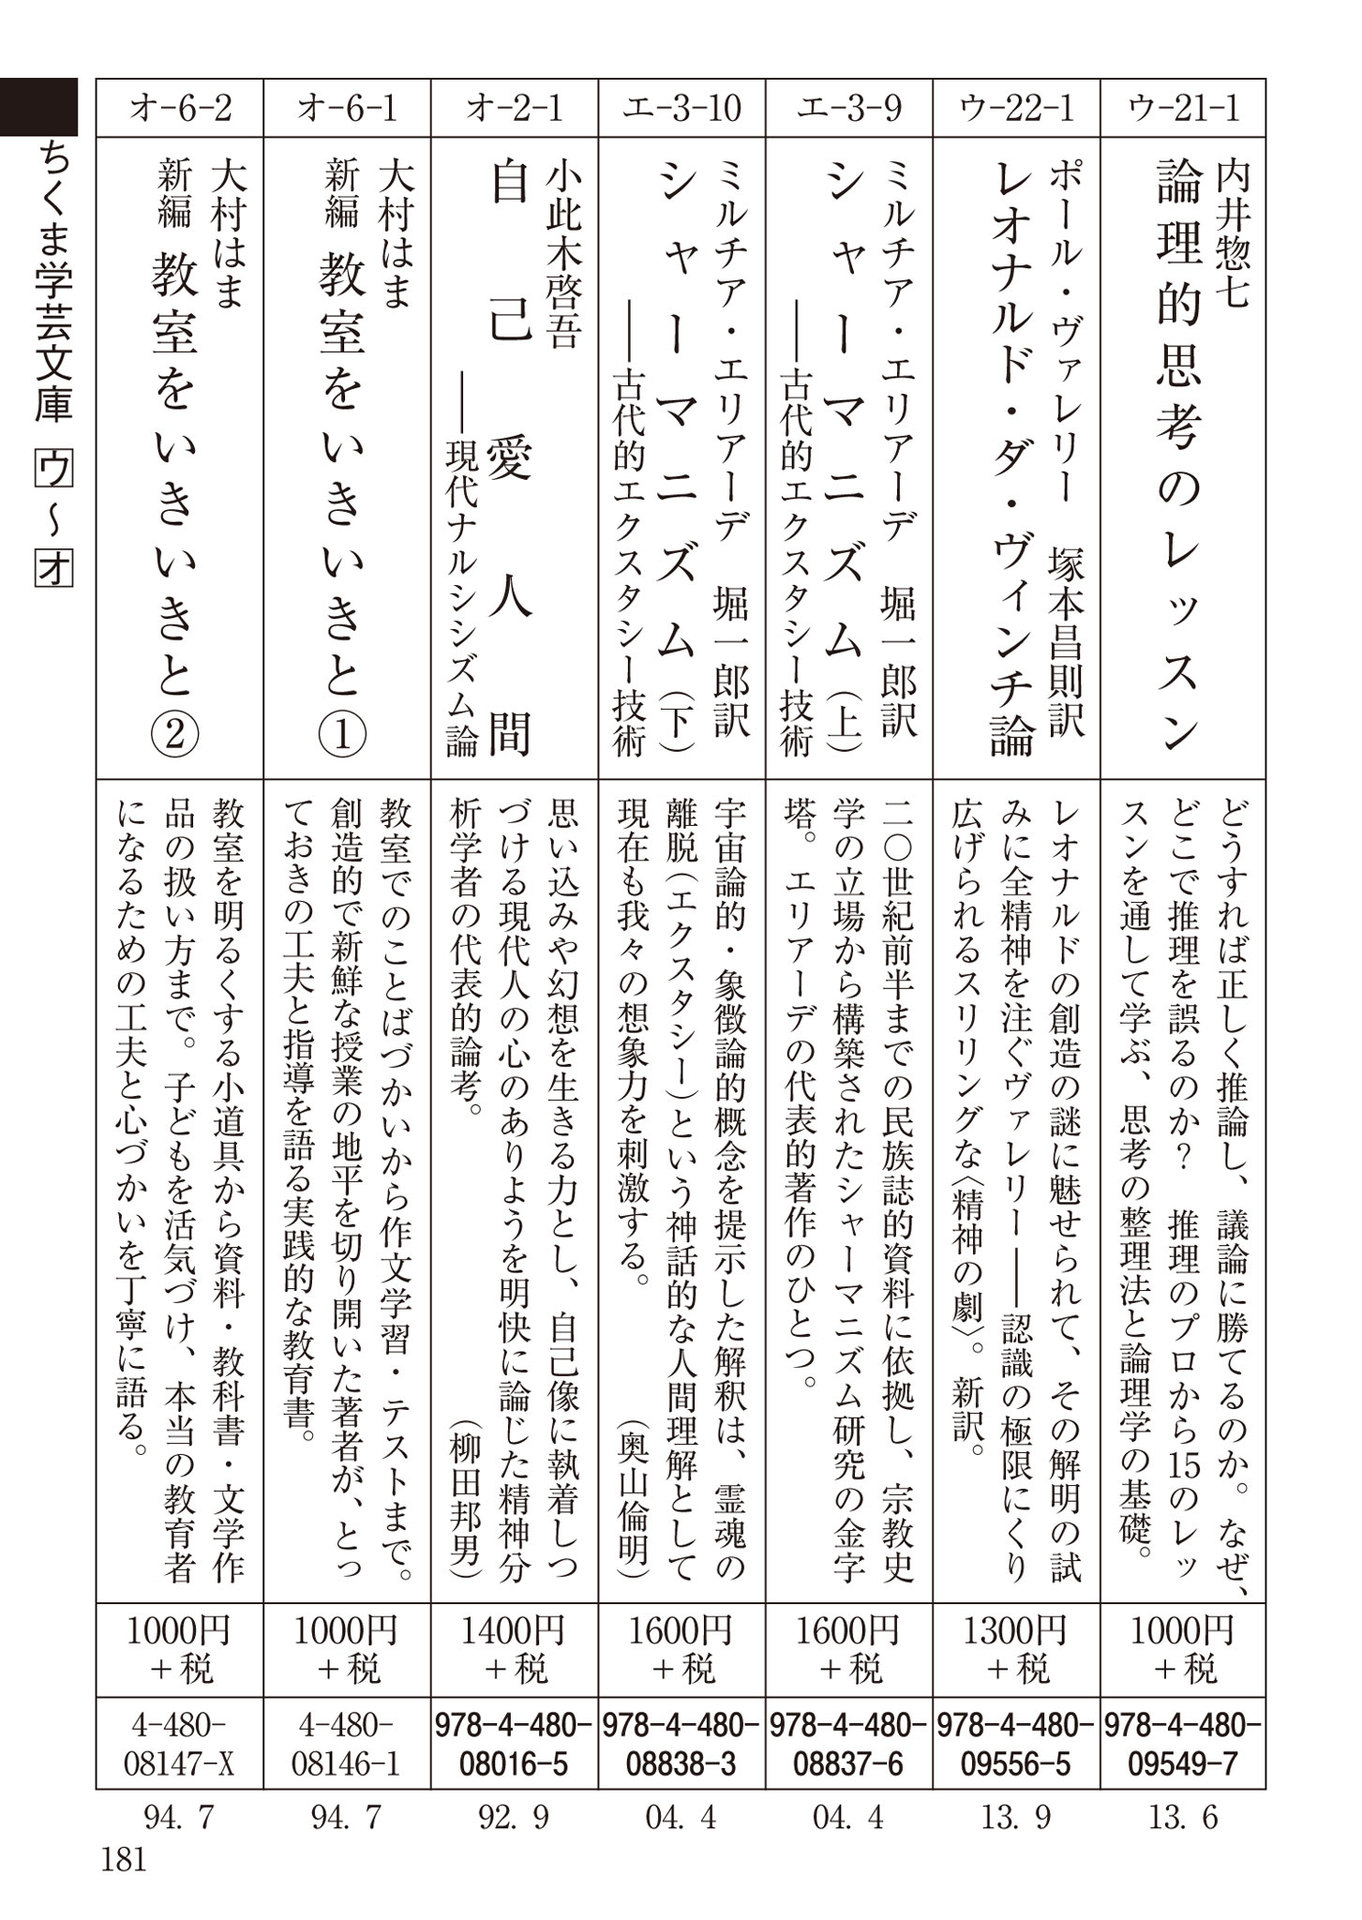 ちくま学芸文庫 ウ〜オ
ウ-21-1
内井惣七
論理的思考のレッスン
どうすれば正しく推論し、議論に勝てるのか。なぜ、
どこで推理を誤るのか？　推理のプロから15のレッ
スンを通して学ぶ、思考の整理法と論理学の基礎。
1000円
+税
978-4-480-
09549-7
13. 6
ウ-22-1
ポール・ヴァレリー　塚本昌則訳
レオナルド・ダ・ヴィンチ論
レオナルドの創造の謎に魅せられて、その解明の試
みに全精神を注ぐヴァレリー――認識の極限にくり
広げられるスリリングな〈精神の劇〉。新訳。
1300円
+税
978-4-480-
09556-5
13. 9
エ-3-9
ミルチア・エリアーデ　堀一郎訳
シャーマニズム（上）
――古代的エクスタシー技術
二〇世紀前半までの民族誌的資料に依拠し、宗教史
学の立場から構築されたシャーマニズム研究の金字
塔。エリアーデの代表的著作のひとつ。
1600円
+税
978-4-480-
08837-6
04. 4
エ-3-10
ミルチア・エリアーデ　堀一郎訳
シャーマニズム（下）
――古代的エクスタシー技術
宇宙論的・象徴論的概念を提示した解釈は、霊魂の
離脱（エクスタシー）という神話的な人間理解として
現在も我々の想象力を刺激する。（奥山倫明）
1600円
+税
978-4-480-
08838-3
04. 4
オ-2-1
小此木啓吾
自己愛人間
――現代ナルシシズム論
思い込みや幻想を生きる力とし、自己像に執着しつ
づける現代人の心のありようを明快に論じた精神分
析学者の代表的論考。（柳田邦男）
1400円
+税
978-4-480-
08016-5
92. 9
オ-6-1
大村はま
新編 教室をいきいきと①
教室でのことばづかいから作文学習・テストまで。
創造的で新鮮な授業の地平を切り開いた著者が、とっ
ておきの工夫と指導を語る実践的な教育書。
1000円
+税
4-480-
08146-1
94. 7
オ-6-2
大村はま
新編 教室をいきいきと②
教室を明るくする小道具から資料・教科書・文学作
品の扱い方まで。子どもを活気づけ、本当の教育者
になるための工夫と心づかいを丁寧に語る。
1000円
+税
4-480-
08147-X
94. 7
181